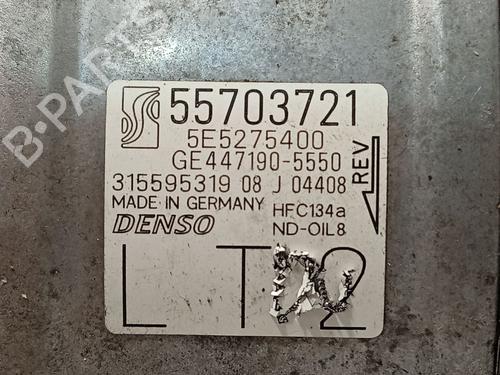 B-PARTS
55703721
5E5275400
GE447190-5550
315595319 08 J 04408
MADE IN GERMANY
HFC134a
DENSO
ND-OIL8
REV
LT 2